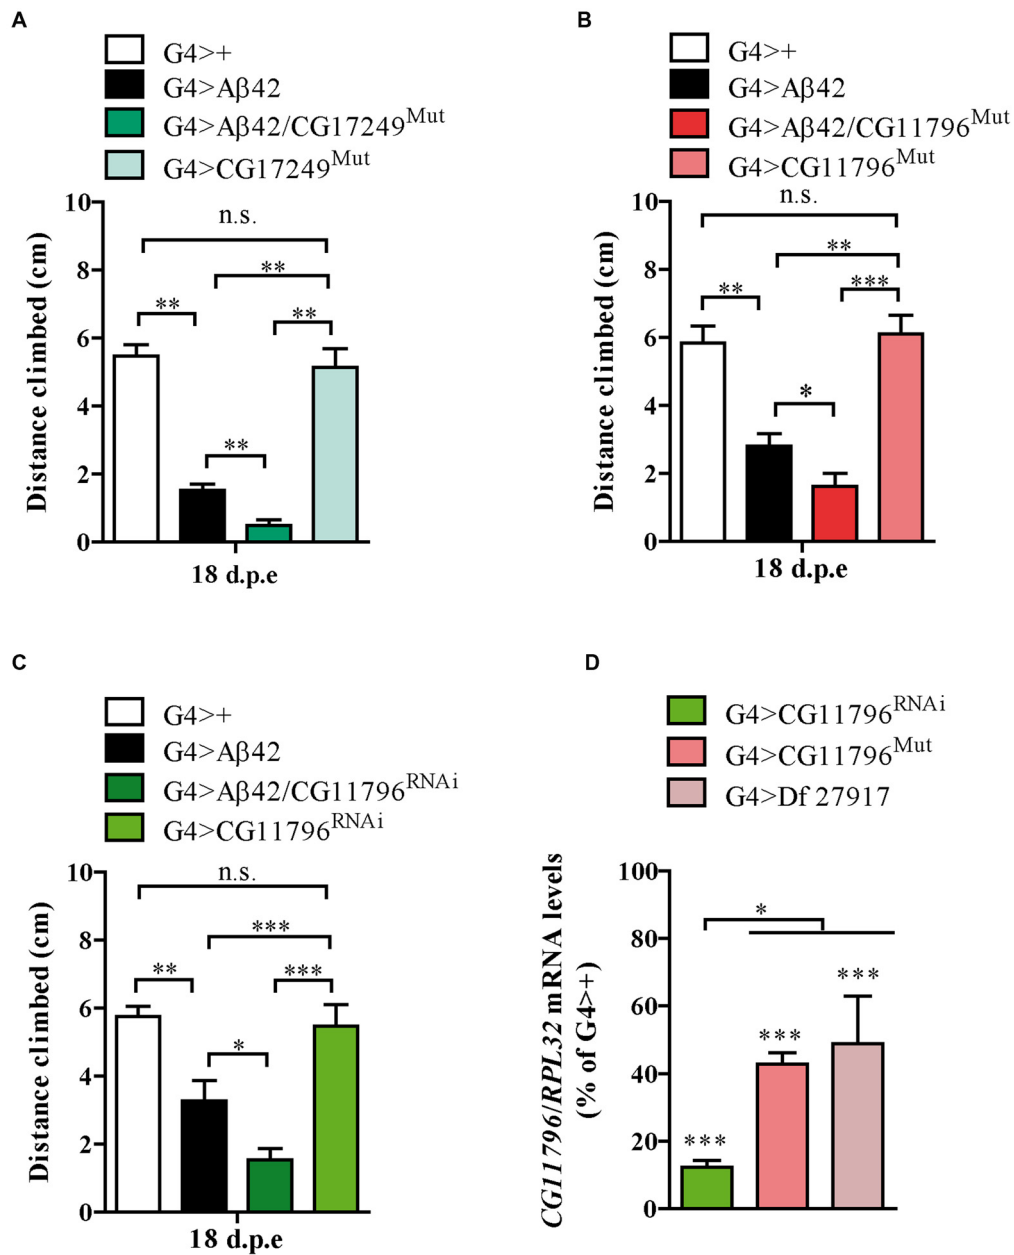 A
G4>+
G4>Aβ42
G4>Aβ42/CG17249^Mut
G4>CG17249^Mut
Distance climbed (cm)
10
8
6
4
2
0
n.s.
**
**
**
**
18 d.p.e
B
G4>+
G4>Aβ42
G4>Aβ42/CG11796^Mut
G4>CG11796^Mut
Distance climbed (cm)
10
8
6
4
2
0
n.s.
**
***
**
*
18 d.p.e
C
G4>+
G4>Aβ42
G4>Aβ42/CG11796^RNAi
G4>CG11796^RNAi
Distance climbed (cm)
10
8
6
4
2
0
n.s.
***
**
***
*
18 d.p.e
D
G4>CG11796^RNAi
G4>CG11796^Mut
G4>Df 27917
CG11796/RPL32 mRNA levels
(% of G4>+)
100
80
60
40
20
0
*
***
***
***